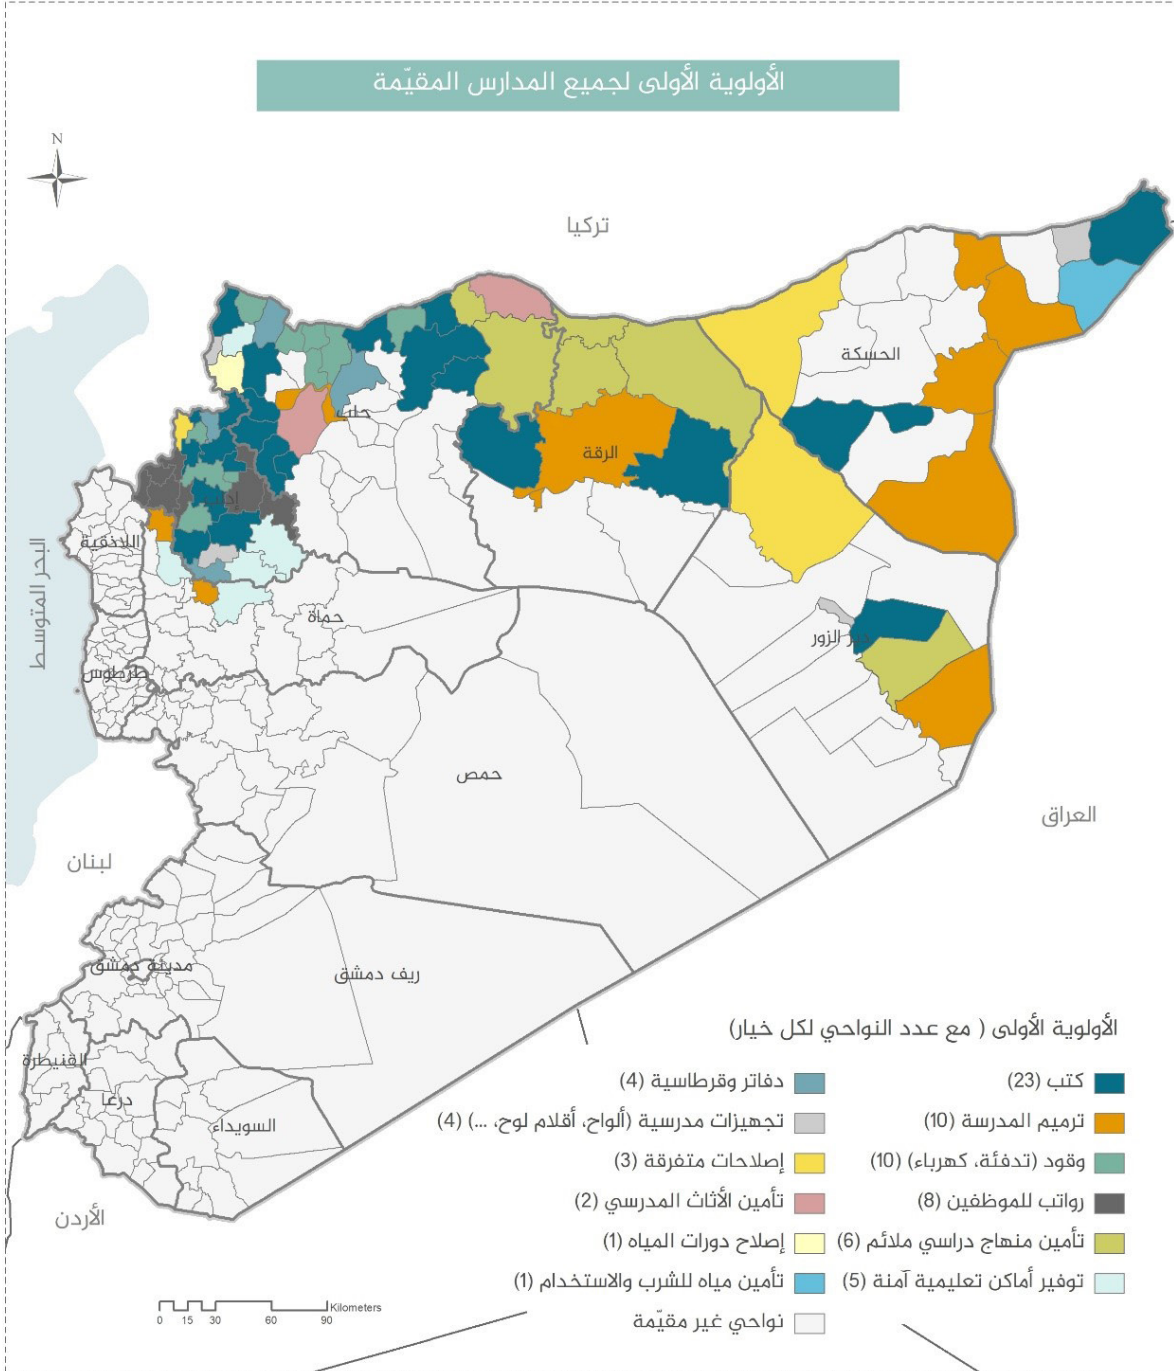 الأولوية الأولى لجميع المدارس المقيّمة
N
تركيا
الحسكة
حلب
الرقة
إدلب
اللاذقية
البحر المتوسط
حماة
دير الزور
طرطوس
حمص
العراق
لبنان
مدينة دمشق
ريف دمشق
القنيطرة
درعا
السويداء
الأردن
الأولوية الأولى ( مع عدد النواحي لكل خيار)
كتب (23)
دفاتر وقرطاسية (4)
ترميم المدرسة (10)
تجهيزات مدرسية (ألواح، أقلام لوح، ...) (4)
وقود (تدفئة، كهرباء) (10)
إصلاحات متفرقة (3)
رواتب للموظفين (8)
تأمين الأثاث المدرسي (2)
تأمين منهاج دراسي ملائم (6)
إصلاح دورات المياه (1)
توفير أماكن تعليمية آمنة (5)
تأمين مياه للشرب والاستخدام (1)
نواحي غير مقيّمة
Kilometers
0 15 30 60 90